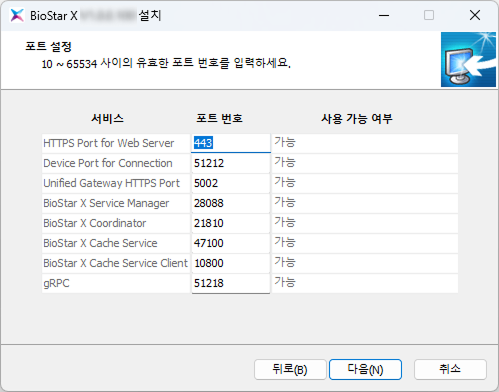 BioStar X 설치
포트 설정
10 ~ 65534 사이의 유효한 포트 번호를 입력하세요.
서비스 포트 번호 사용 가능 여부
HTTPS Port for Web Server 443 가능
Device Port for Connection 51212 가능
Unified Gateway HTTPS Port 5002 가능
BioStar X Service Manager 28088 가능
BioStar X Coordinator 21810 가능
BioStar X Cache Service 47100 가능
BioStar X Cache Service Client 10800 가능
gRPC 51218 가능
뒤로(B) 다음(N) 취소